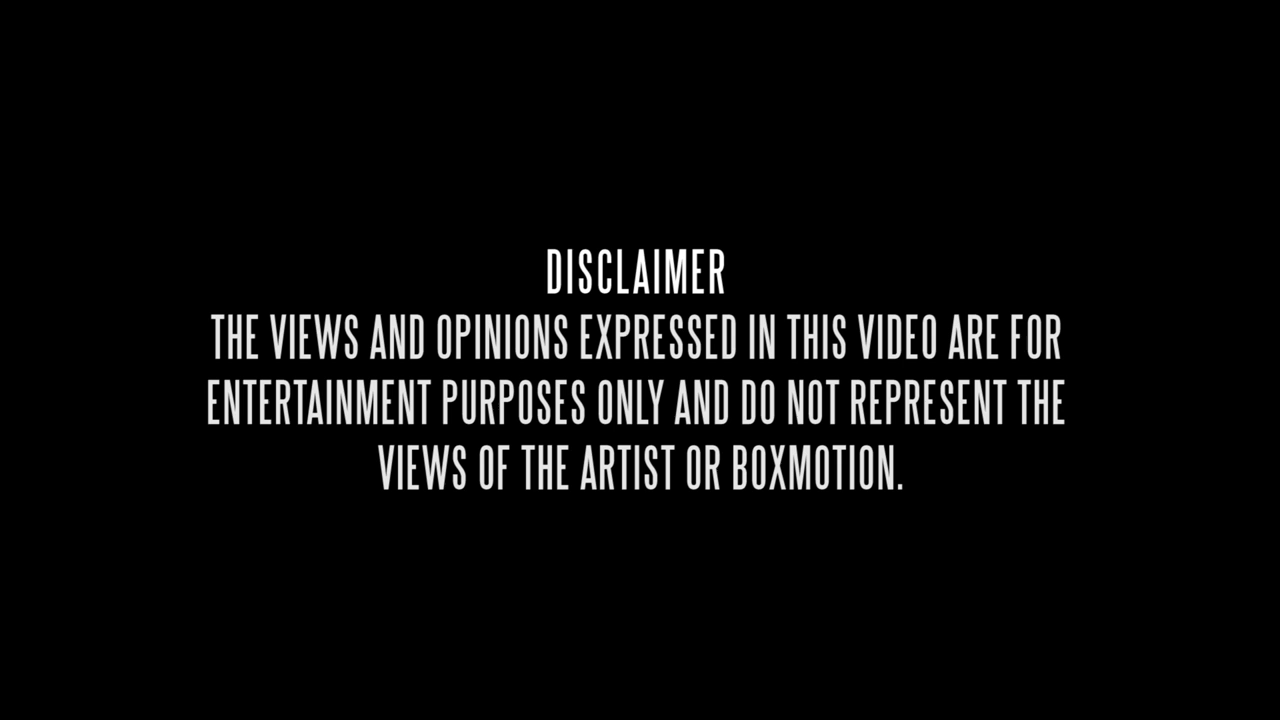 DISCLAIMER
THE VIEWS AND OPINIONS EXPRESSED IN THIS VIDEO ARE FOR
ENTERTAINMENT PURPOSES ONLY AND DO NOT REPRESENT THE
VIEWS OF THE ARTIST OR BOXMOTION.